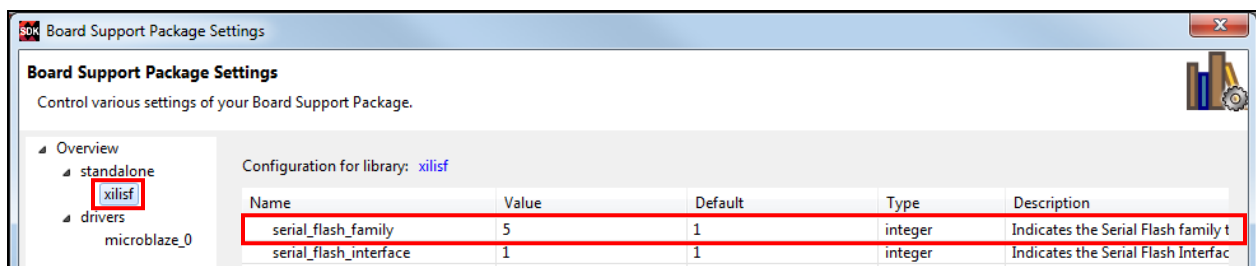 SDK Board Support Package Settings
Board Support Package Settings
Control various settings of your Board Support Package.
Overview
standalone
xilisf
drivers
microblaze_0
Configuration for library: xilisf
Name Value Default Type Description
serial_flash_family 5 1 integer Indicates the Serial Flash family t
serial_flash_interface 1 1 integer Indicates the Serial Flash Interfac